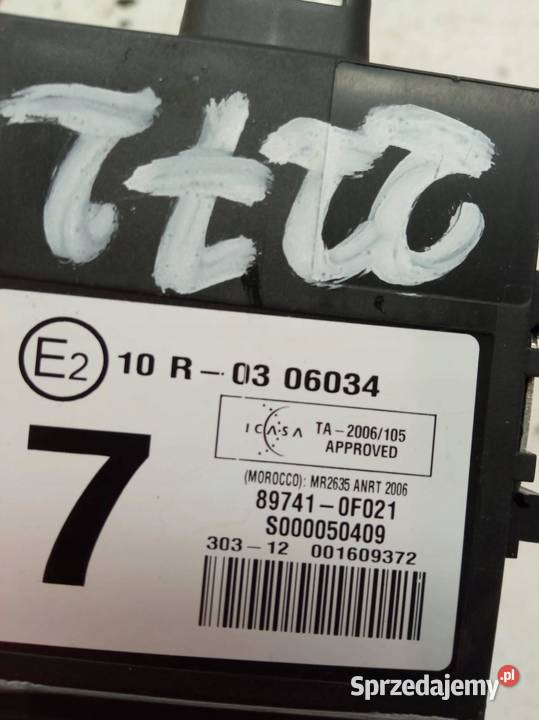 E2 10 R-03 06034
ICASA TA-2006/105
APPROVED
7
(MOROCCO): MR2635 ANRT 2006
89741-0F021
S000050409
303-12 001609372
Sprzedajemy.pl